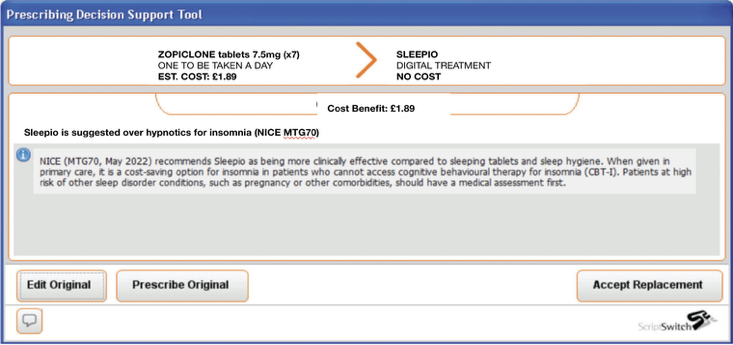 Prescribing Decision Support Tool
ZOPICLONE tablets 7.5mg (x7)
ONE TO BE TAKEN A DAY
EST. COST: £1.89
SLEEPIO
DIGITAL TREATMENT
NO COST
Cost Benefit: £1.89
Sleepio is suggested over hypnotics for insomnia (NICE MTG70)
NICE (MTG70, May 2022) recommends Sleepio as being more clinically effective compared to sleeping tablets and sleep hygiene. When given in
primary care, it is a cost-saving option for insomnia in patients who cannot access cognitive behavioural therapy for insomnia (CBT-I). Patients at high
risk of other sleep disorder conditions, such as pregnancy or other comorbidities, should have a medical assessment first.
Edit Original
Prescribe Original
Accept Replacement
ScriptSwitch